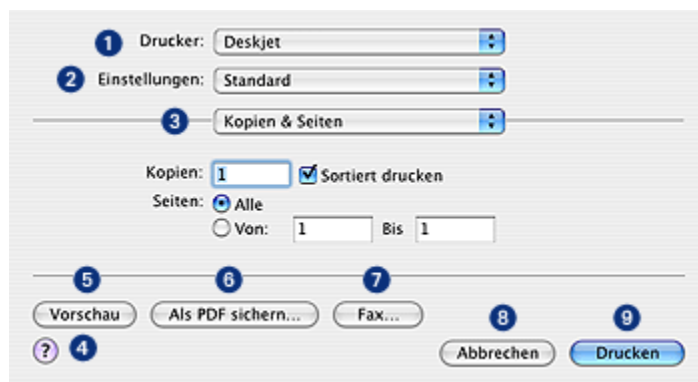 1 Drucker: Deskjet
2 Einstellungen: Standard
3 Kopien & Seiten
Kopien: 1 Sortiert drucken
Seiten: Alle
Von: 1 Bis 1
5 6 7
Vorschau Als PDF sichern... Fax... 8 9
? 4 Abbrechen Drucken